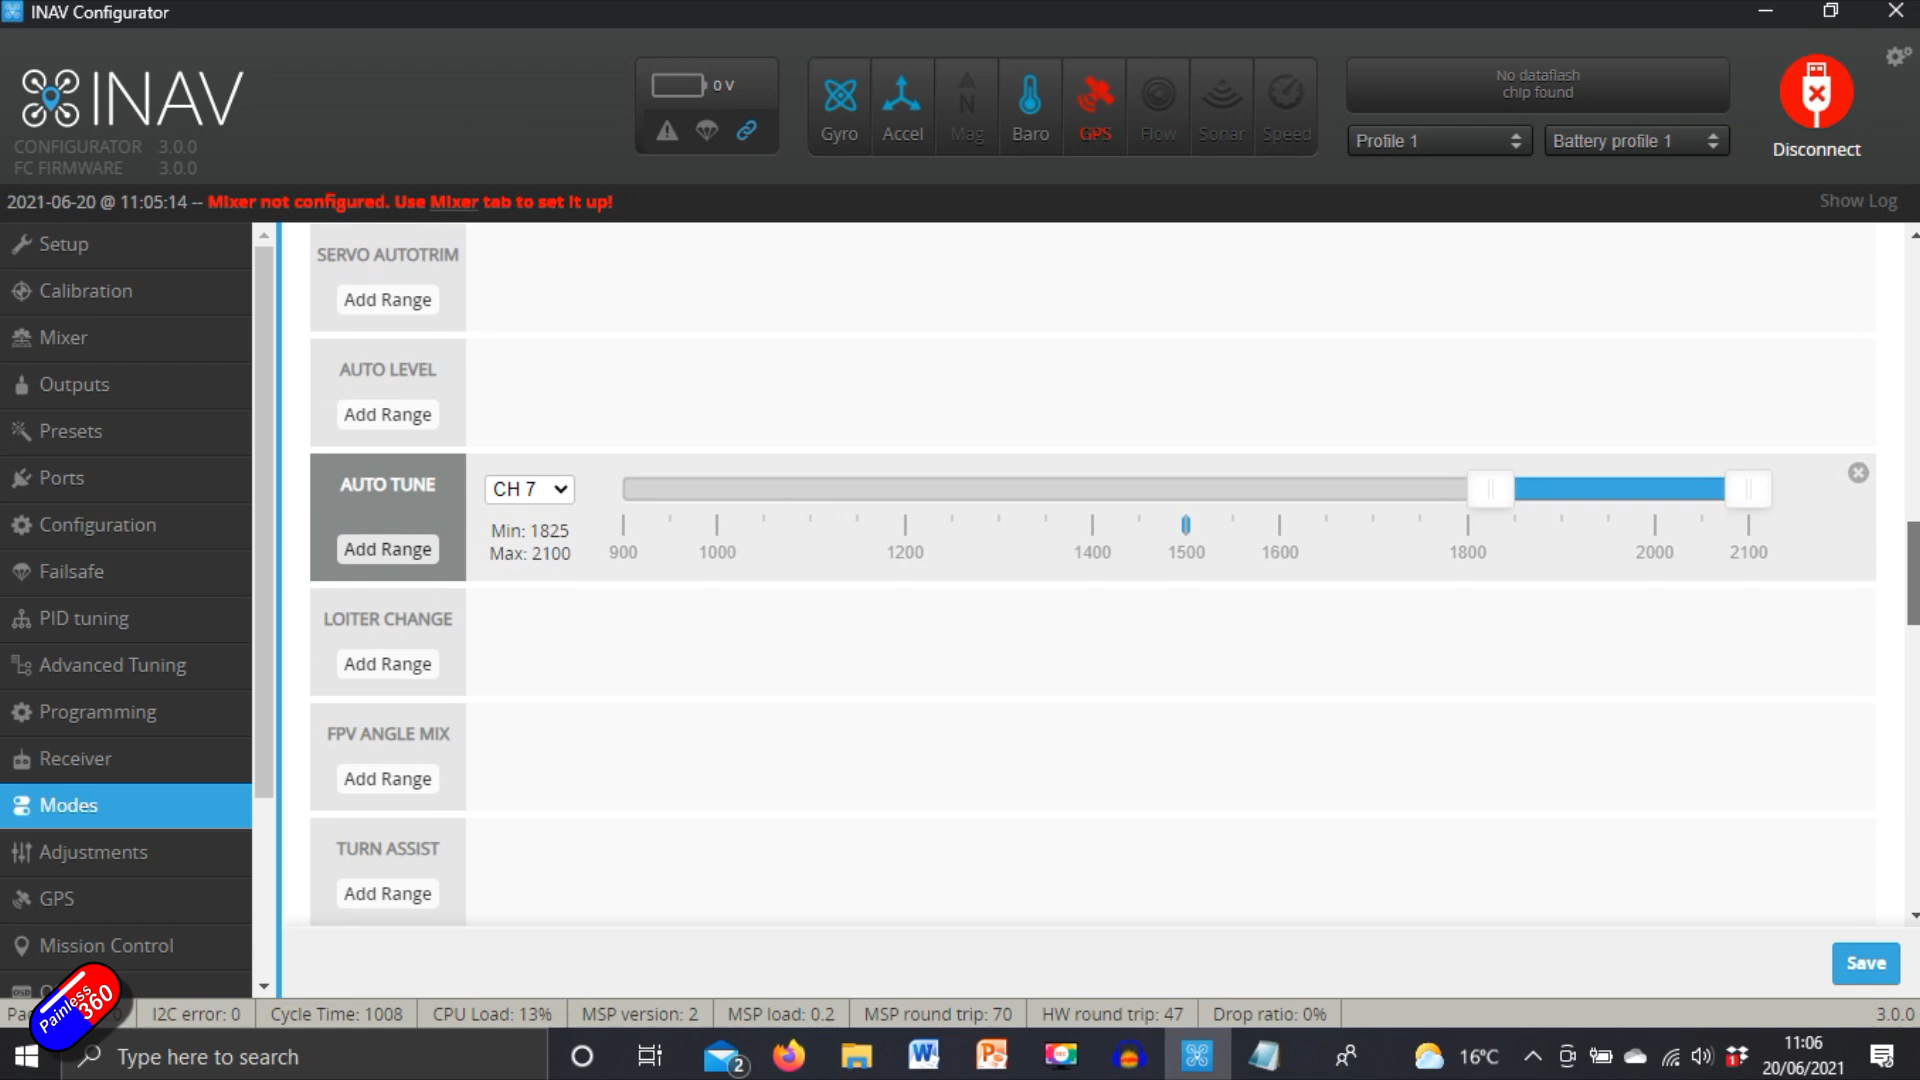 INAV Configurator
INAV
CONFIGURATOR 3.0.0
FC FIRMWARE 3.0.0
0 V
Gyro
Accel
Mag
Baro
GPS
Flow
Sonar
Speed
No dataflash
chip found
Profile 1
Battery profile 1
Disconnect
2021-06-20 @ 11:05:14 -- Mixer not configured. Use Mixer tab to set it up!
Show Log
Setup
Calibration
Mixer
Outputs
Presets
Ports
Configuration
Failsafe
PID tuning
Advanced Tuning
Programming
Receiver
Modes
Adjustments
GPS
Mission Control
SERVO AUTOTRIM
Add Range
AUTO LEVEL
Add Range
AUTO TUNE
Add Range
CH 7
Min: 1825
Max: 2100
900 1000 1200 1400 1500 1600 1800 2000 2100
LOITER CHANGE
Add Range
FPV ANGLE MIX
Add Range
TURN ASSIST
Add Range
Save
Painless
360
I2C error: 0
Cycle Time: 1008
CPU Load: 13%
MSP version: 2
MSP load: 0.2
MSP round trip: 70
HW round trip: 47
Drop ratio: 0%
3.0.0
Type here to search
2
16°C
1
11:06
20/06/2021